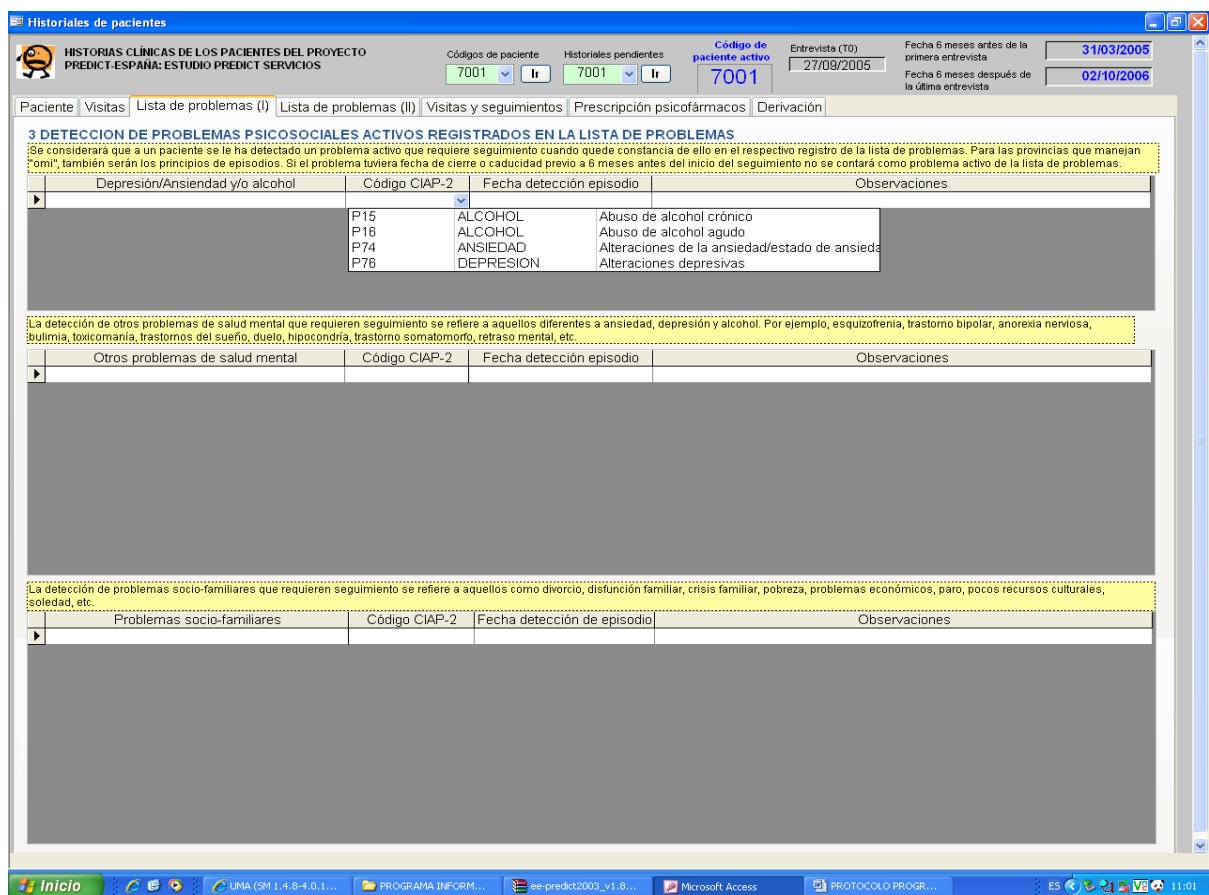 Historiales de pacientes
HISTORIAS CLÍNICAS DE LOS PACIENTES DEL PROYECTO
PREDICT-ESPAÑA: ESTUDIO PREDICT SERVICIOS
Códigos de paciente
7001 Ir
Historiales pendientes
7001 Ir
Código de
paciente activo
7001
Entrevista (T0)
27/09/2005
Fecha 6 meses antes de la
primera entrevista
31/03/2005
Fecha 6 meses después de
la última entrevista
02/10/2006
Paciente Visitas Lista de problemas (I) Lista de problemas (II) Visitas y seguimientos Prescripción psicofármacos Derivación
3 DETECCION DE PROBLEMAS PSICOSOCIALES ACTIVOS REGISTRADOS EN LA LISTA DE PROBLEMAS
Se considerará que a un paciente se le ha detectado un problema activo que requiere seguimiento cuando quede constancia de ello en el respectivo registro de la lista de problemas. Para las provincias que manejan
"omi", también serán los principios de episodios. Si el problema tuviera fecha de cierre o caducidad previo a 6 meses antes del inicio del seguimiento no se contará como problema activo de la lista de problemas.
Depresión/Ansiendad y/o alcohol Código CIAP-2 Fecha detección episodio Observaciones
P15 ALCOHOL Abuso de alcohol crónico
P16 ALCOHOL Abuso de alcohol agudo
P74 ANSIEDAD Alteraciones de la ansiedad/estado de ansieda
P76 DEPRESION Alteraciones depresivas
La detección de otros problemas de salud mental que requieren seguimiento se refiere a aquellos diferentes a ansiedad, depresión y alcohol. Por ejemplo, esquizofrenia, trastorno bipolar, anorexia nerviosa,
bulimia, toxicomanía, trastornos del sueño, duelo, hipocondría, trastorno somatomorfo, retraso mental, etc.
Otros problemas de salud mental Código CIAP-2 Fecha detección episodio Observaciones
La detección de problemas socio-familiares que requieren seguimiento se refiere a aquellos como divorcio, disfunción familiar, crisis familiar, pobreza, problemas económicos, paro, pocos recursos culturales,
soledad, etc.
Problemas socio-familiares Código CIAP-2 Fecha detección de episodio Observaciones
Inicio UMA (SM 1.4.8-4.0.1... PROGRAMA INFORM... ee-predict2003_v1.8... Microsoft Access PROTOCOLO PROGR... ES 11:01